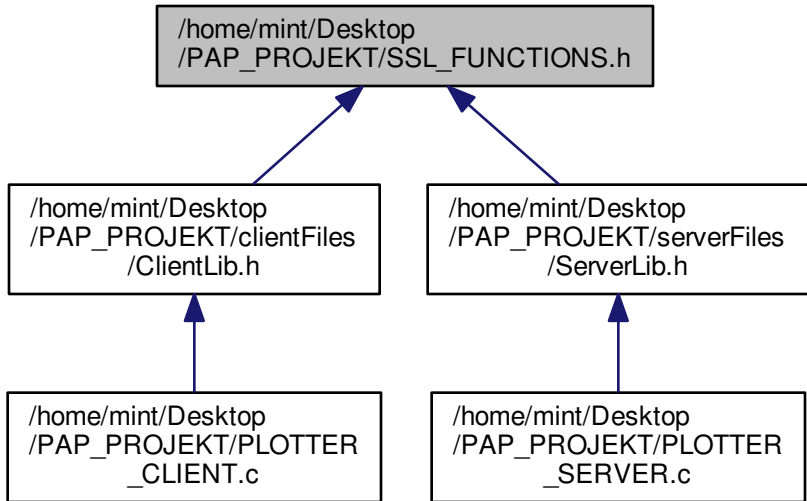 /home/mint/Desktop
/PAP_PROJEKT/SSL_FUNCTIONS.h
/home/mint/Desktop
/PAP_PROJEKT/clientFiles
/ClientLib.h
/home/mint/Desktop
/PAP_PROJEKT/serverFiles
/ServerLib.h
/home/mint/Desktop
/PAP_PROJEKT/PLOTTER
_CLIENT.c
/home/mint/Desktop
/PAP_PROJEKT/PLOTTER
_SERVER.c